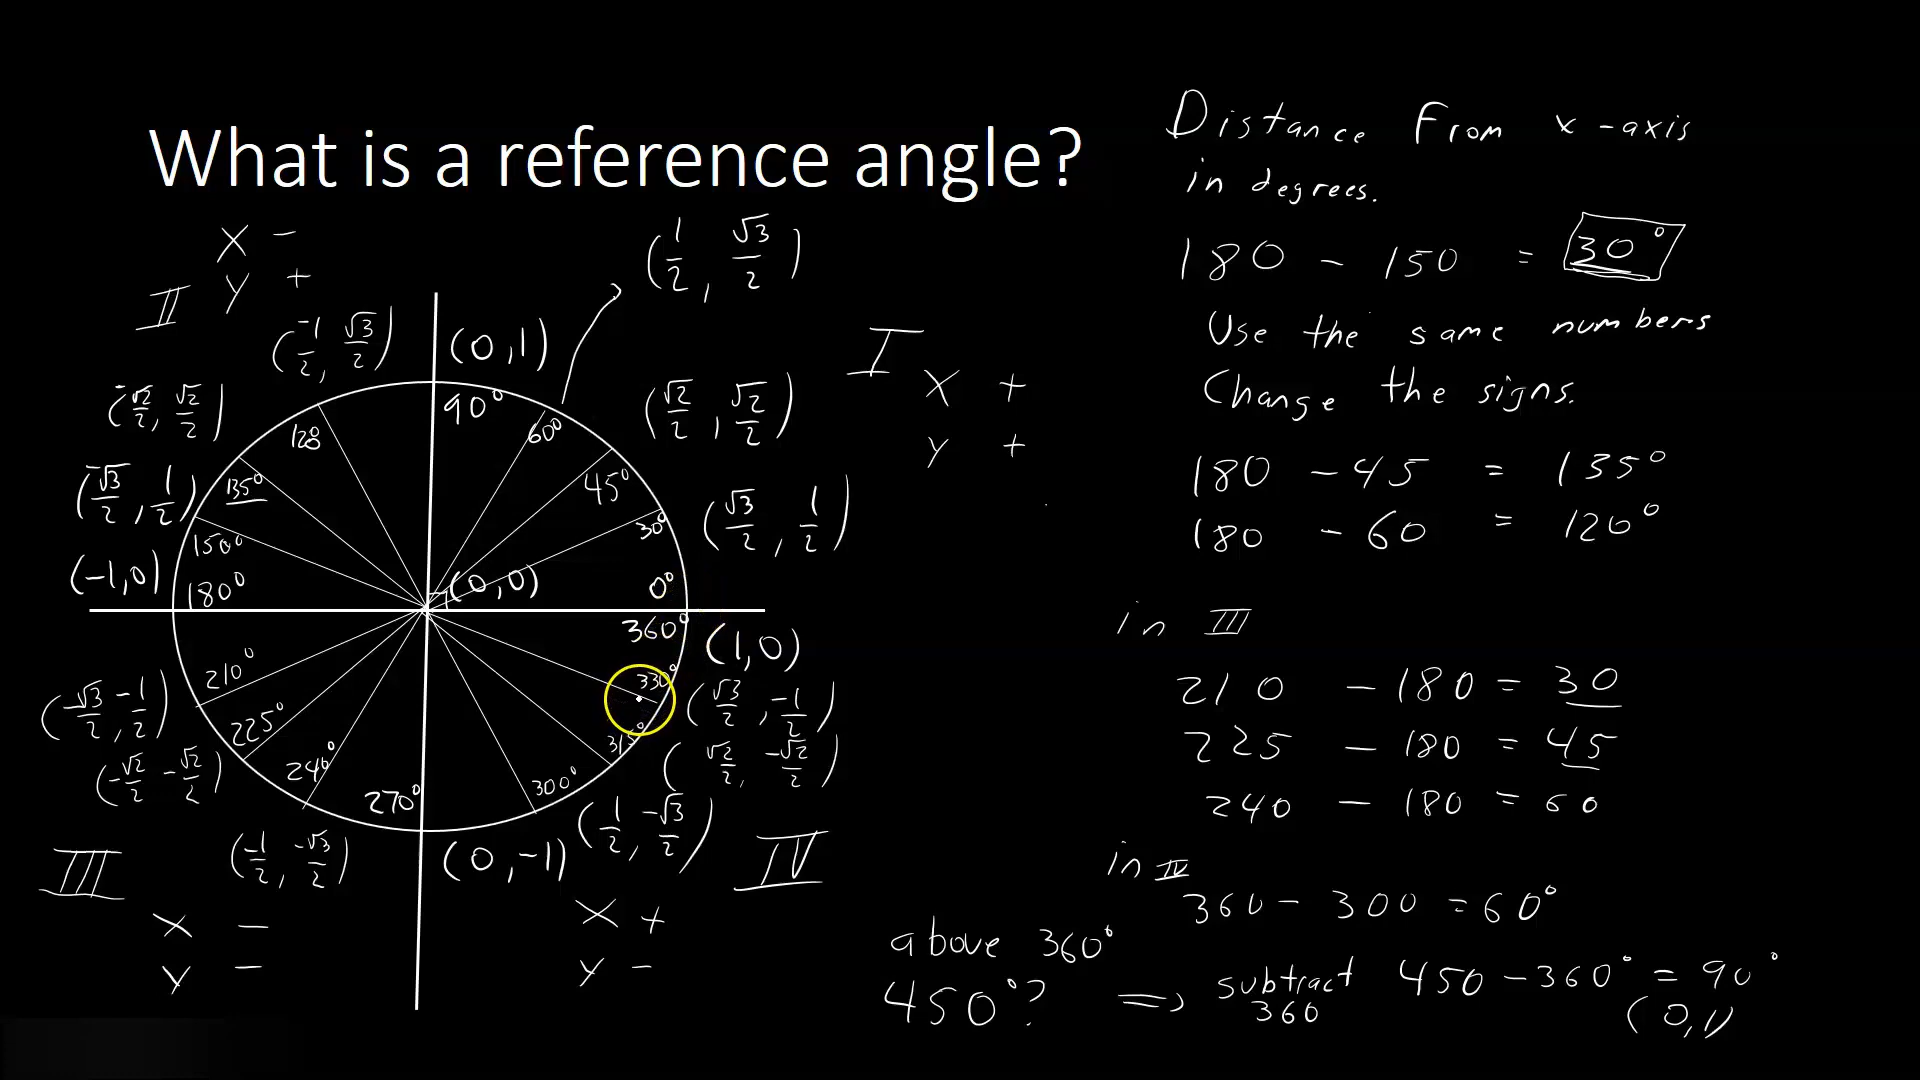 What is a reference angle?
Distance From x-axis
in degrees.
180 - 150 = 30°
Use the same numbers
Change the signs.
180 - 45 = 135°
180 - 60 = 120°
in III
210 - 180 = 30
225 - 180 = 45
240 - 180 = 60
in IV
360 - 300 = 60°
above 360°
450°? => subtract 360 450 - 360° = 90°
(0,1)
II
X -
y +
I
X +
y +
III
X -
y -
IV
X +
y -
(1/2, √3/2)
(-1/2, √3/2)
(0,1)
(-√2/2, √2/2)
(√2/2, √2/2)
(-√3/2, 1/2)
(√3/2, 1/2)
(-1,0)
(0,0)
(1,0)
(-√3/2 -1/2)
(√3/2, -1/2)
(-√2/2 -√2/2)
(√2/2, -√2/2)
(-1/2, -√3/2)
(0,-1)
(1/2, -√3/2)
90°
120°
60°
135°
45°
150°
30°
180°
0°
360°
210°
330°
225°
315°
240°
300°
270°